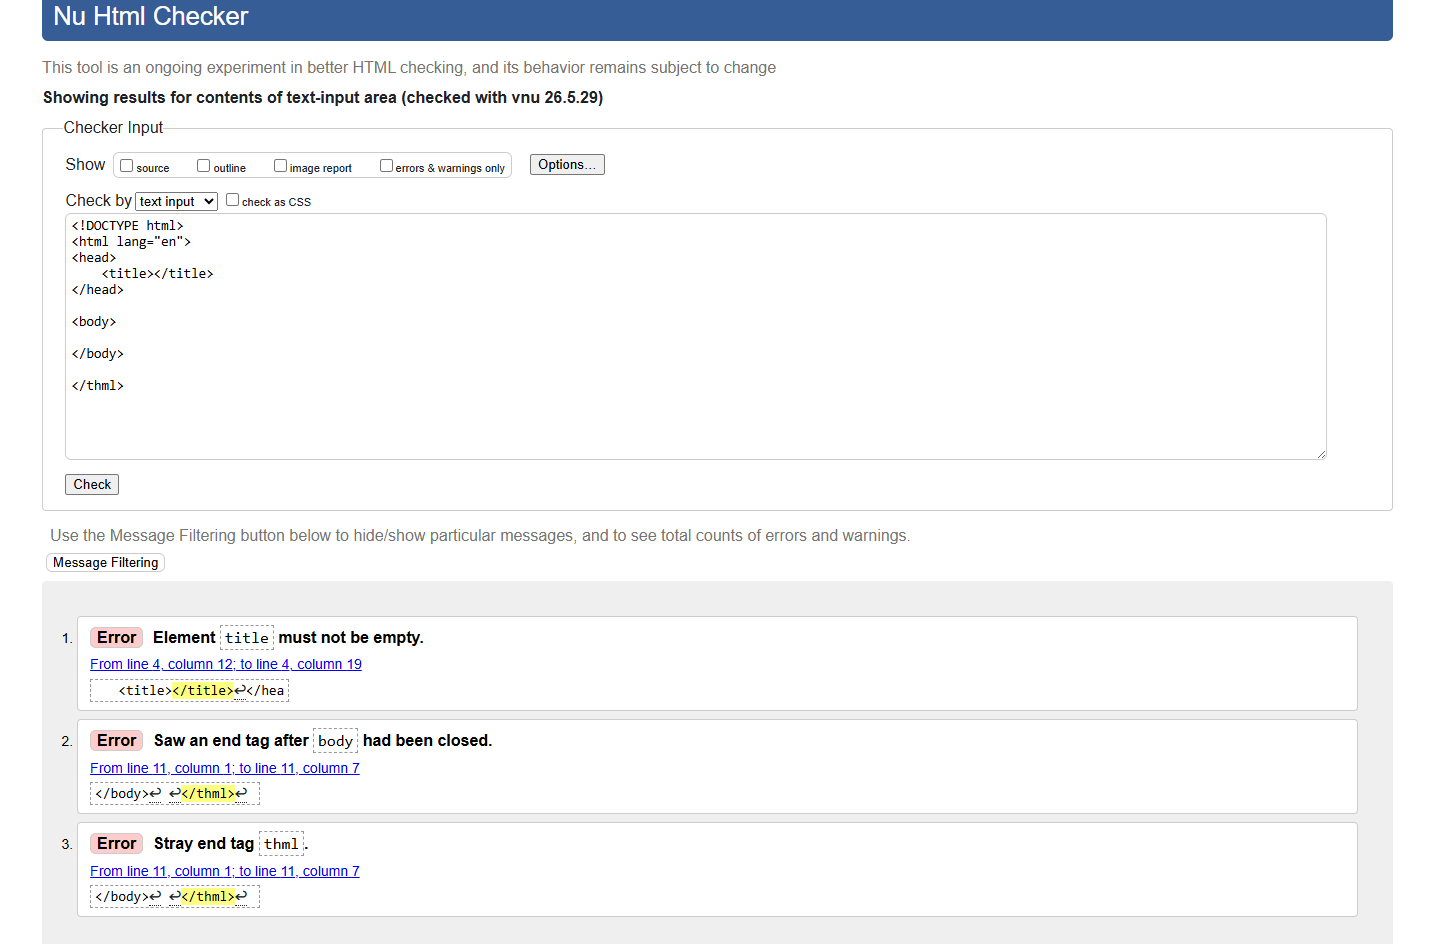 Nu Html Checker
This tool is an ongoing experiment in better HTML checking, and its behavior remains subject to change
Showing results for contents of text-input area (checked with vnu 26.5.29)
Checker Input
Show source outline image report errors & warnings only Options...
Check by text input check as CSS
<!DOCTYPE html>
<html lang="en">
<head>
    <title></title>
</head>
<body>
</body>
</thml>
Check
Use the Message Filtering button below to hide/show particular messages, and to see total counts of errors and warnings.
Message Filtering
1. Error Element title must not be empty.
From line 4, column 12; to line 4, column 19
<title></title>↩</hea
2. Error Saw an end tag after body had been closed.
From line 11, column 1; to line 11, column 7
</body>↩ ↩</thml>↩
3. Error Stray end tag thml.
From line 11, column 1; to line 11, column 7
</body>↩ ↩</thml>↩